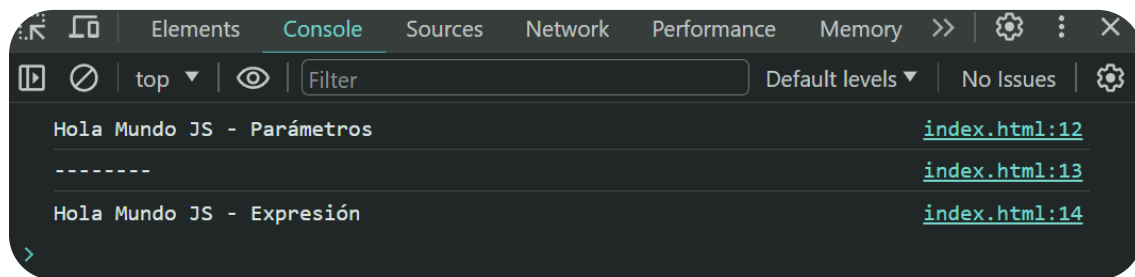 Elements Console Sources Network Performance Memory
top Filter Default levels No Issues
Hola Mundo JS - Parámetros index.html:12
-------- index.html:13
Hola Mundo JS - Expresión index.html:14